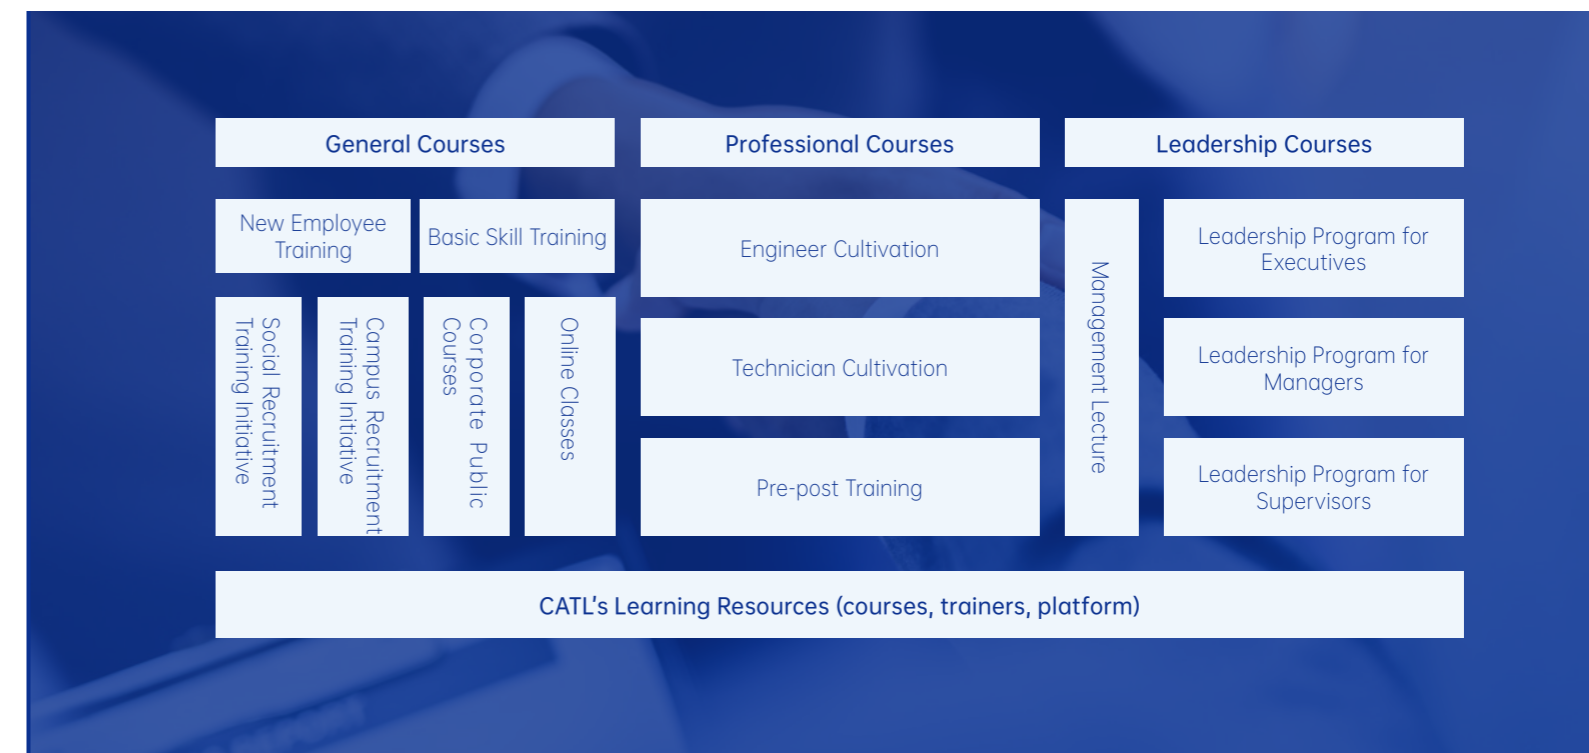 General Courses
Professional Courses
Leadership Courses
New Employee
Training
Basic Skill Training
Social Recruitment
Training Initiative
Campus Recruitment
Training Initiative
Corporate Public
Courses
Online Classes
Engineer Cultivation
Technician Cultivation
Pre-post Training
Management Lecture
Leadership Program for
Executives
Leadership Program for
Managers
Leadership Program for
Supervisors
CATL's Learning Resources (courses, trainers, platform)